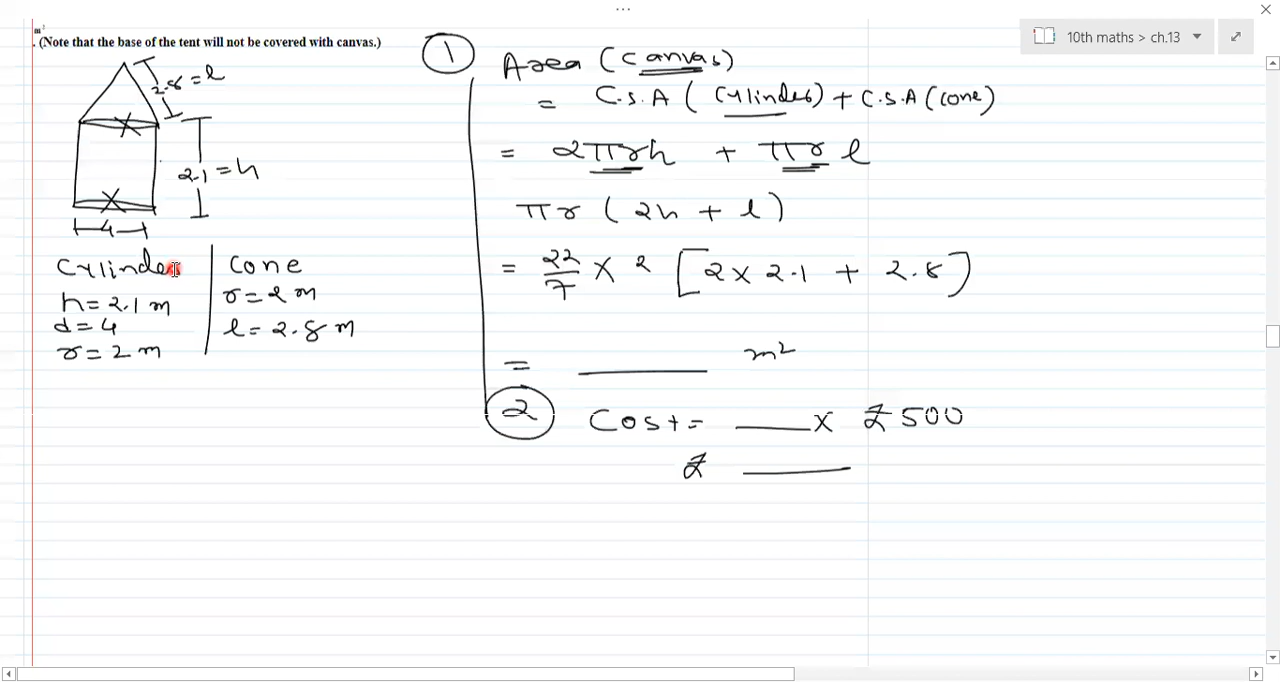 10th maths > ch.13
m²
. (Note that the base of the tent will not be covered with canvas.)
2.8 = l
2.1 = h
4
Cylinder
h = 2.1 m
d = 4
r = 2 m
Cone
r = 2 m
l = 2.8 m
1 Area (Canvas)
= C.S.A (Cylinder) + C.S.A (Cone)
= 2πrh + πrl
πr (2h + l)
= 22/7 × 2 [2 × 2.1 + 2.8]
= ______ m²
2 Cost = ____ × ₹ 500
₹ ______